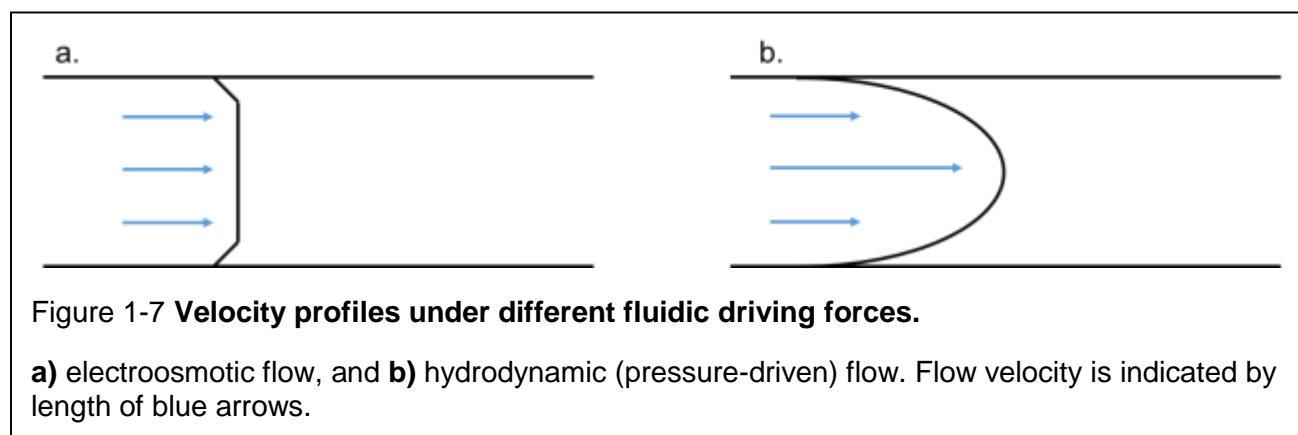 a.
b.
Figure 1-7 Velocity profiles under different fluidic driving forces.
a) electroosmotic flow, and b) hydrodynamic (pressure-driven) flow. Flow velocity is indicated by
length of blue arrows.